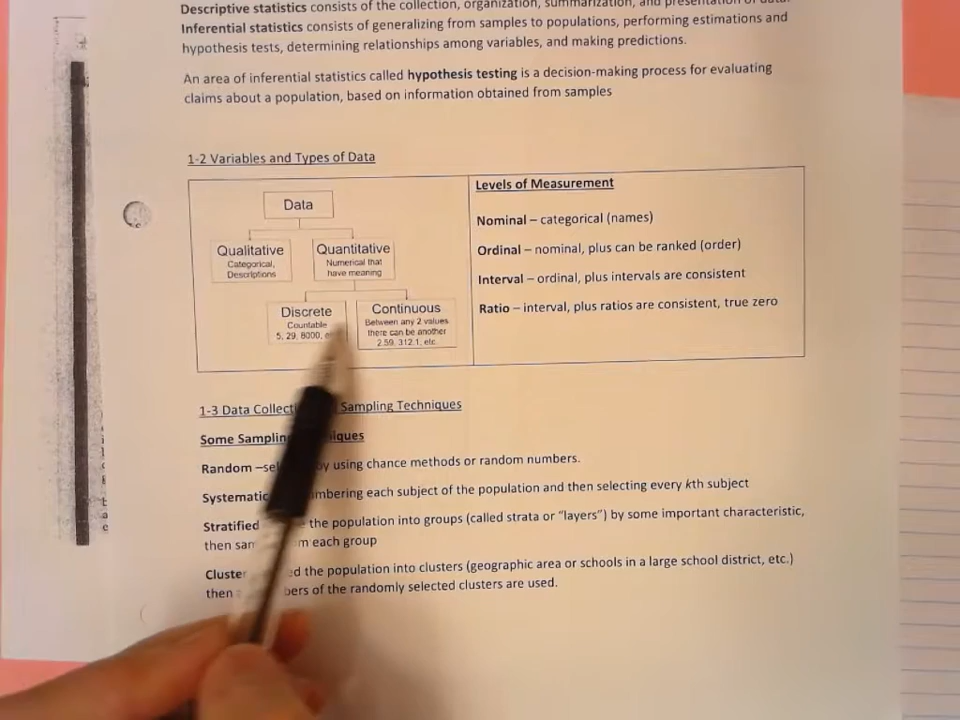 Descriptive statistics consists of the collection, organization, summarization, and presentation of data.
Inferential statistics consists of generalizing from samples to populations, performing estimations and
hypothesis tests, determining relationships among variables, and making predictions.
An area of inferential statistics called hypothesis testing is a decision-making process for evaluating
claims about a population, based on information obtained from samples
1-2 Variables and Types of Data
Data
Qualitative
Categorical,
Descriptions
Quantitative
Numerical that
have meaning
Discrete
Countable
5, 29, 8000,
Continuous
Between any 2 values
there can be another
2.59, 312.1, etc.
Levels of Measurement
Nominal – categorical (names)
Ordinal – nominal, plus can be ranked (order)
Interval – ordinal, plus intervals are consistent
Ratio – interval, plus ratios are consistent, true zero
1-3 Data Collecti Sampling Techniques
Some Sampling iques
Random –sel by using chance methods or random numbers.
Systematic mbering each subject of the population and then selecting every kth subject
Stratified the population into groups (called strata or “layers”) by some important characteristic,
then sam m each group
Cluster ed the population into clusters (geographic area or schools in a large school district, etc.)
then bers of the randomly selected clusters are used.